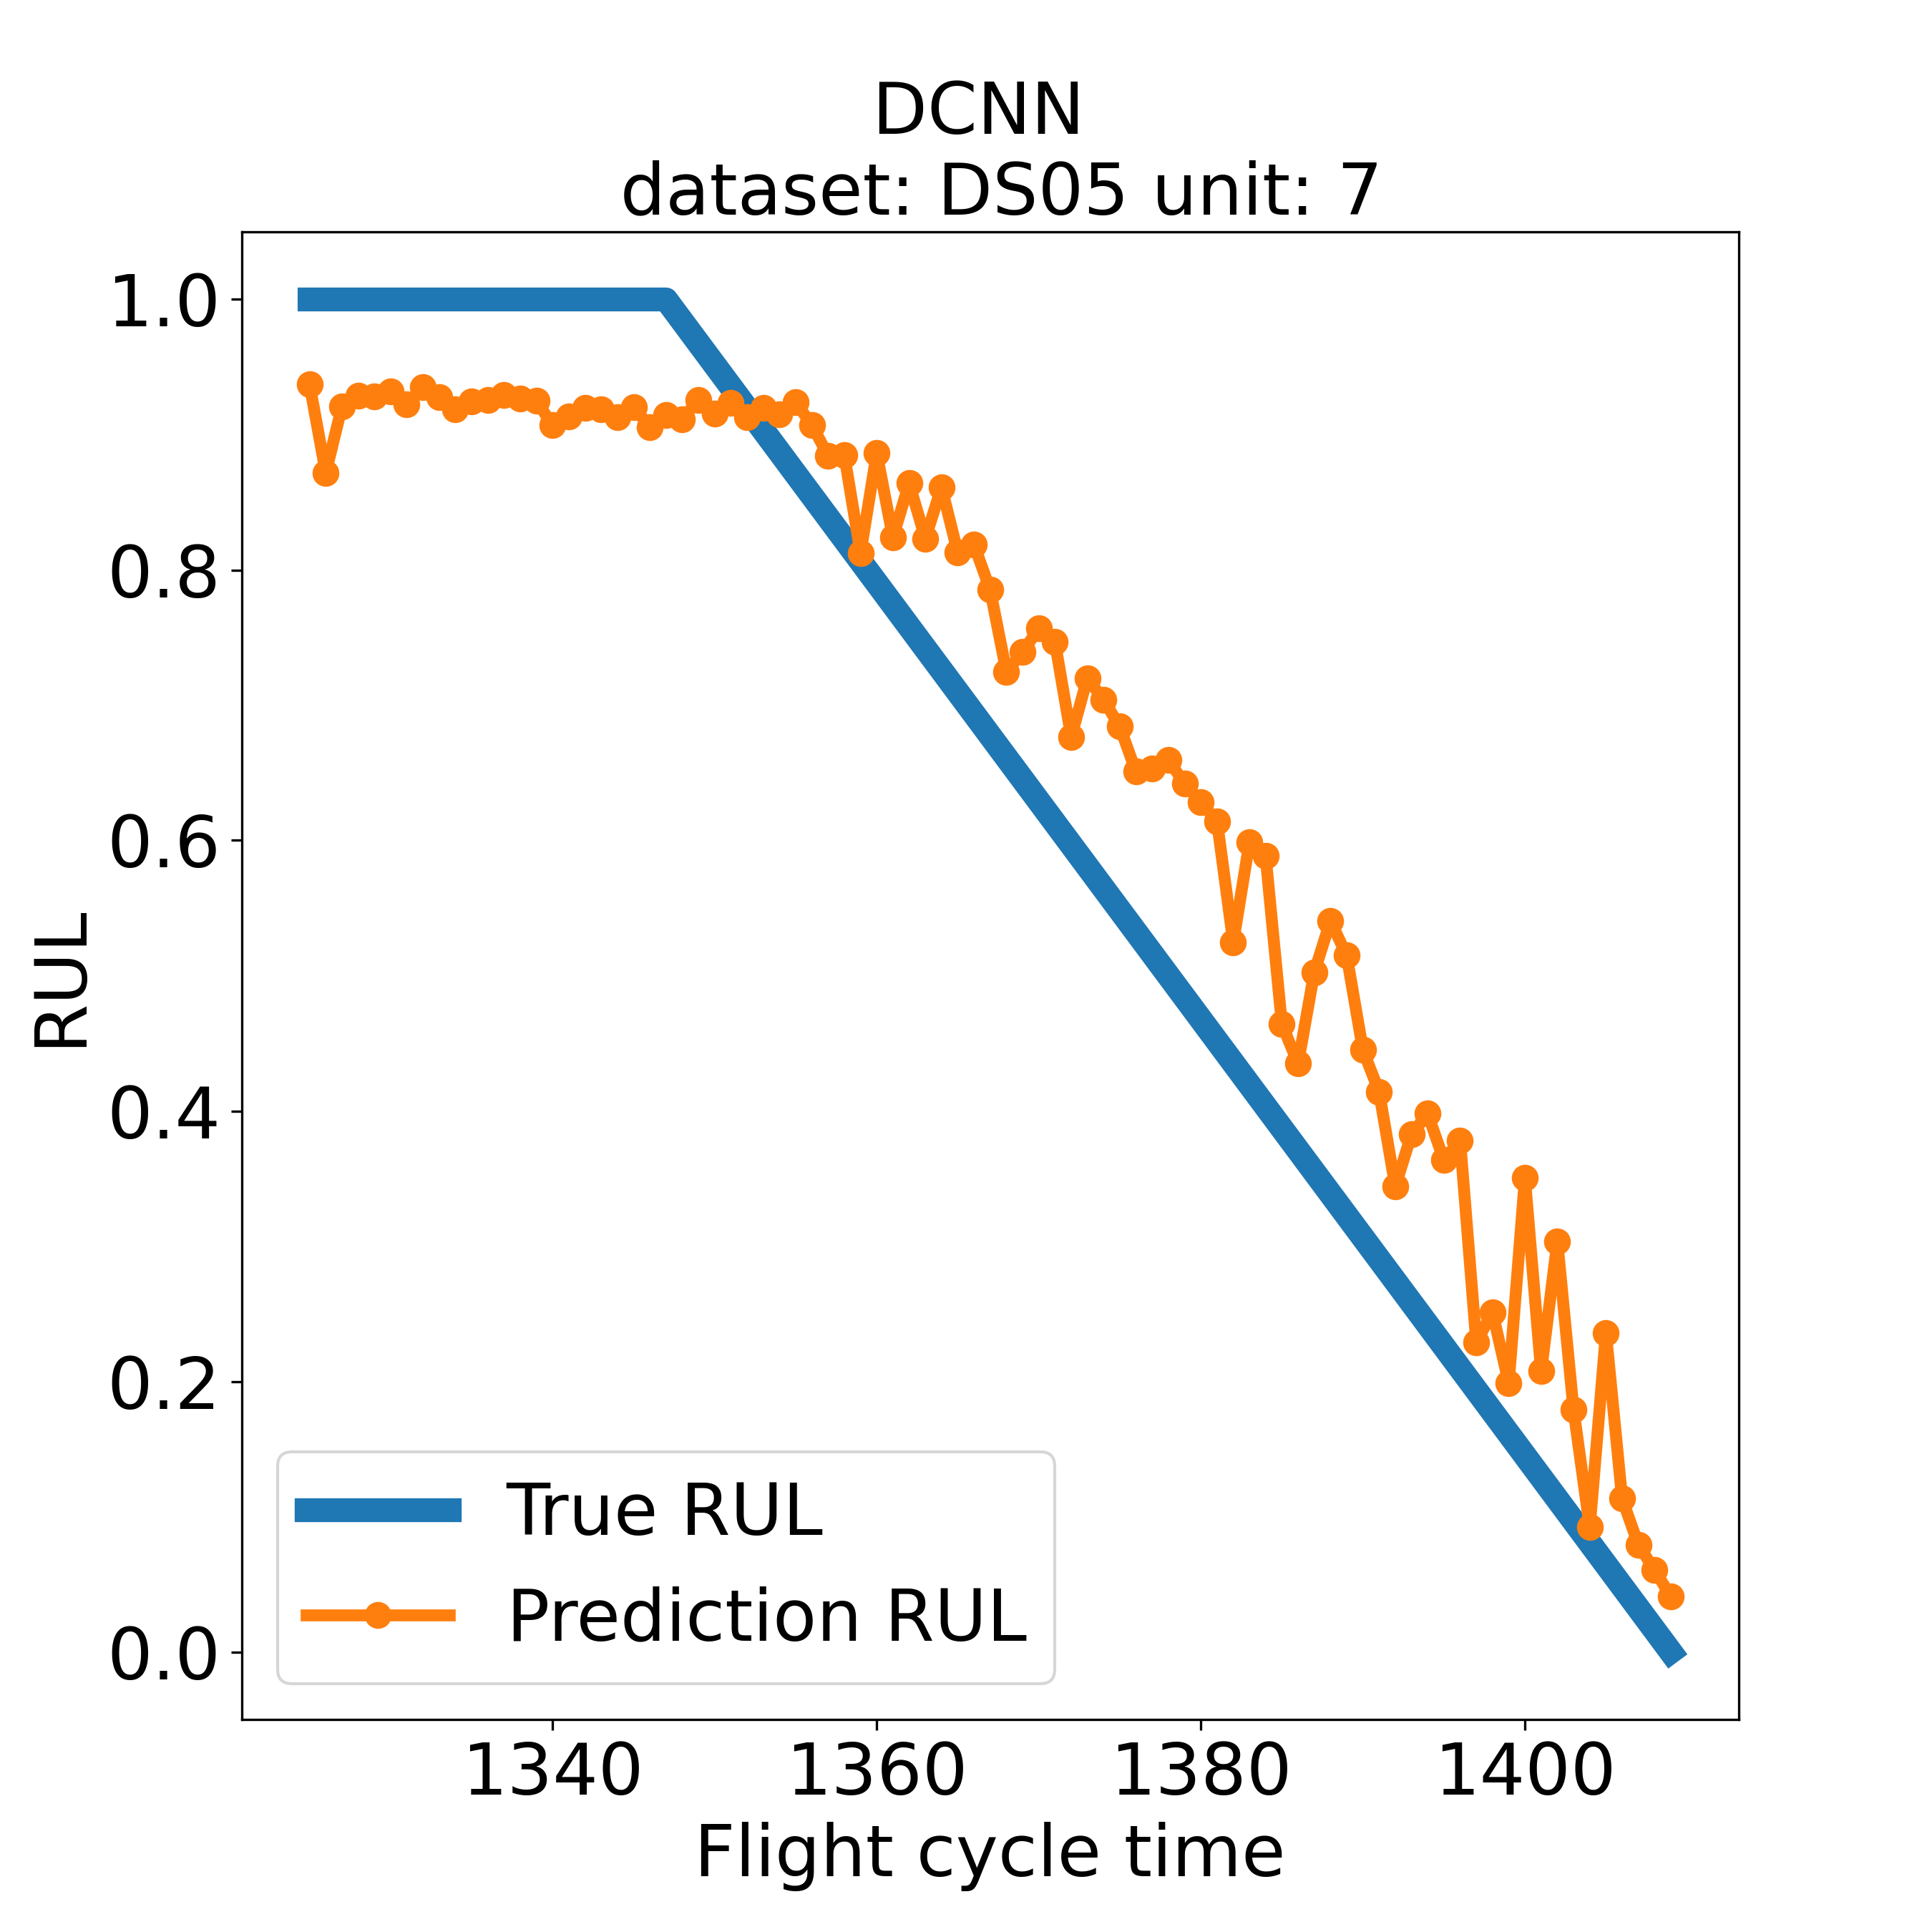 DCNN
dataset: DS05 unit: 7
1.0
0.8
0.6
0.4
0.2
0.0
RUL
True RUL
Prediction RUL
1340 1360 1380 1400
Flight cycle time